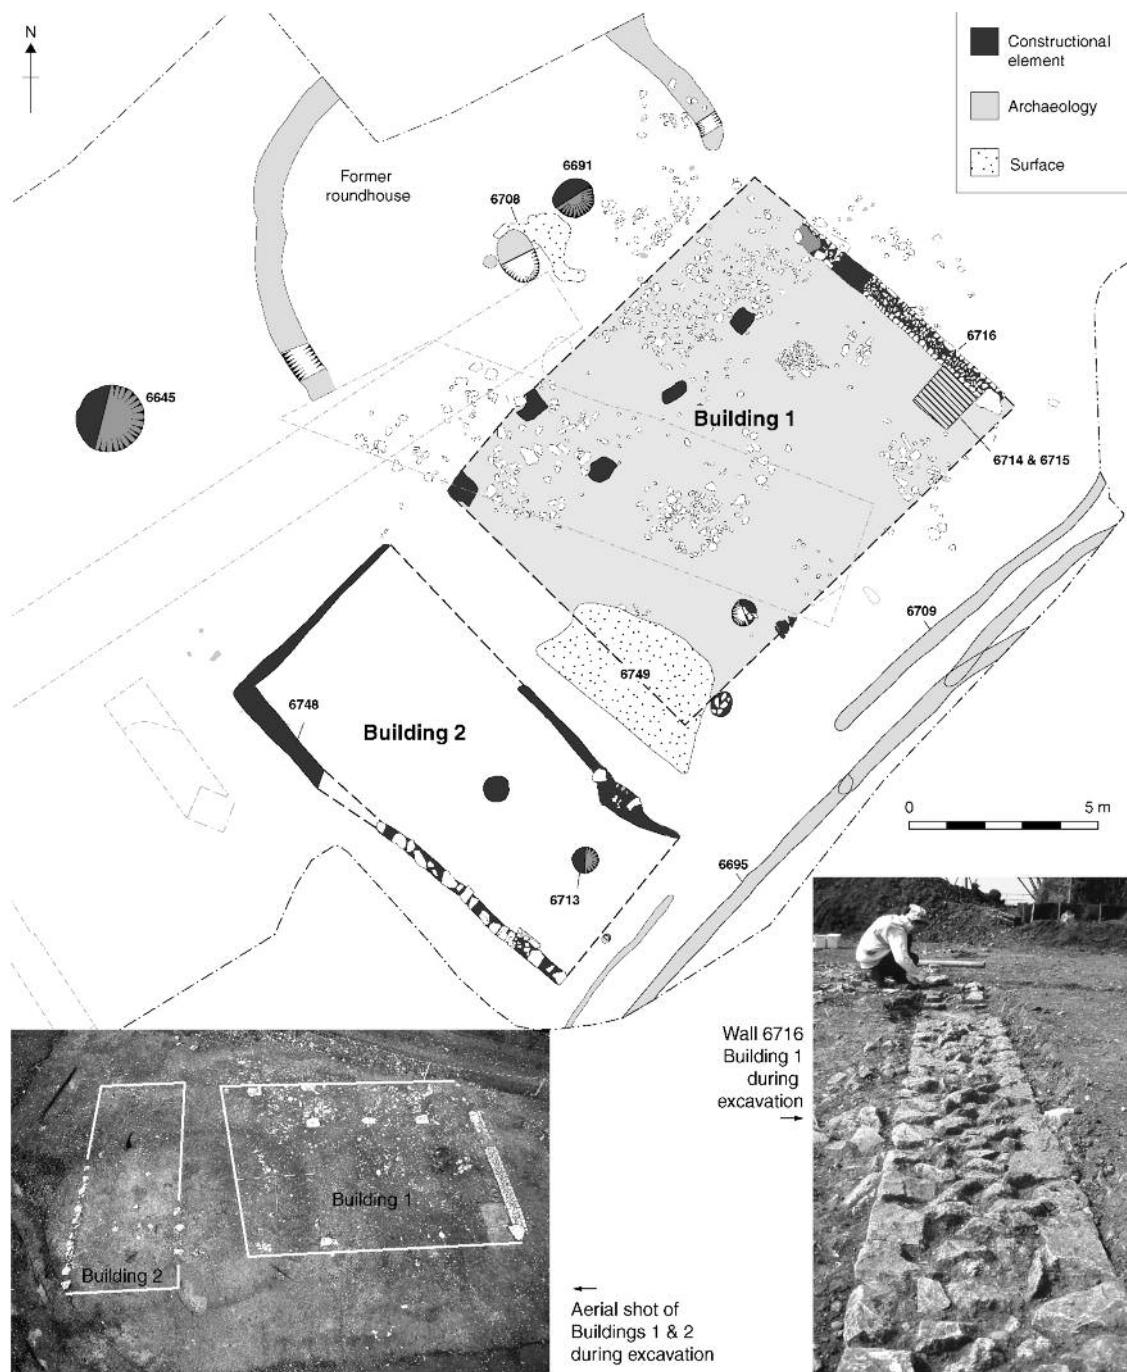 N
Constructional
element
Archaeology
Surface
Former
roundhouse
6691
6708
6645
6716
Building 1
6714 & 6715
6709
6749
6748
Building 2
0
5 m
6695
6713
Wall 6716
Building 1
during
excavation
Building 1
Building 2
Aerial shot of
Buildings 1 & 2
during excavation